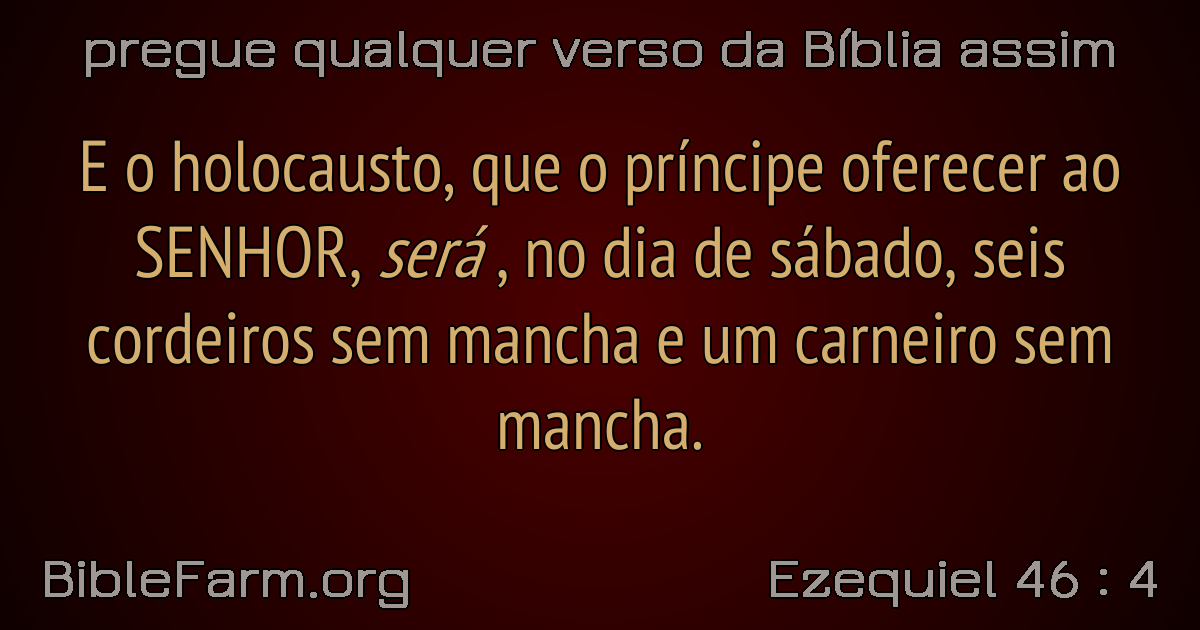 pregue qualquer verso da Bíblia assim
E o holocausto, que o príncipe oferecer ao
SENHOR, será , no dia de sábado, seis
cordeiros sem mancha e um carneiro sem
mancha.
BibleFarm.org
Ezequiel 46 : 4